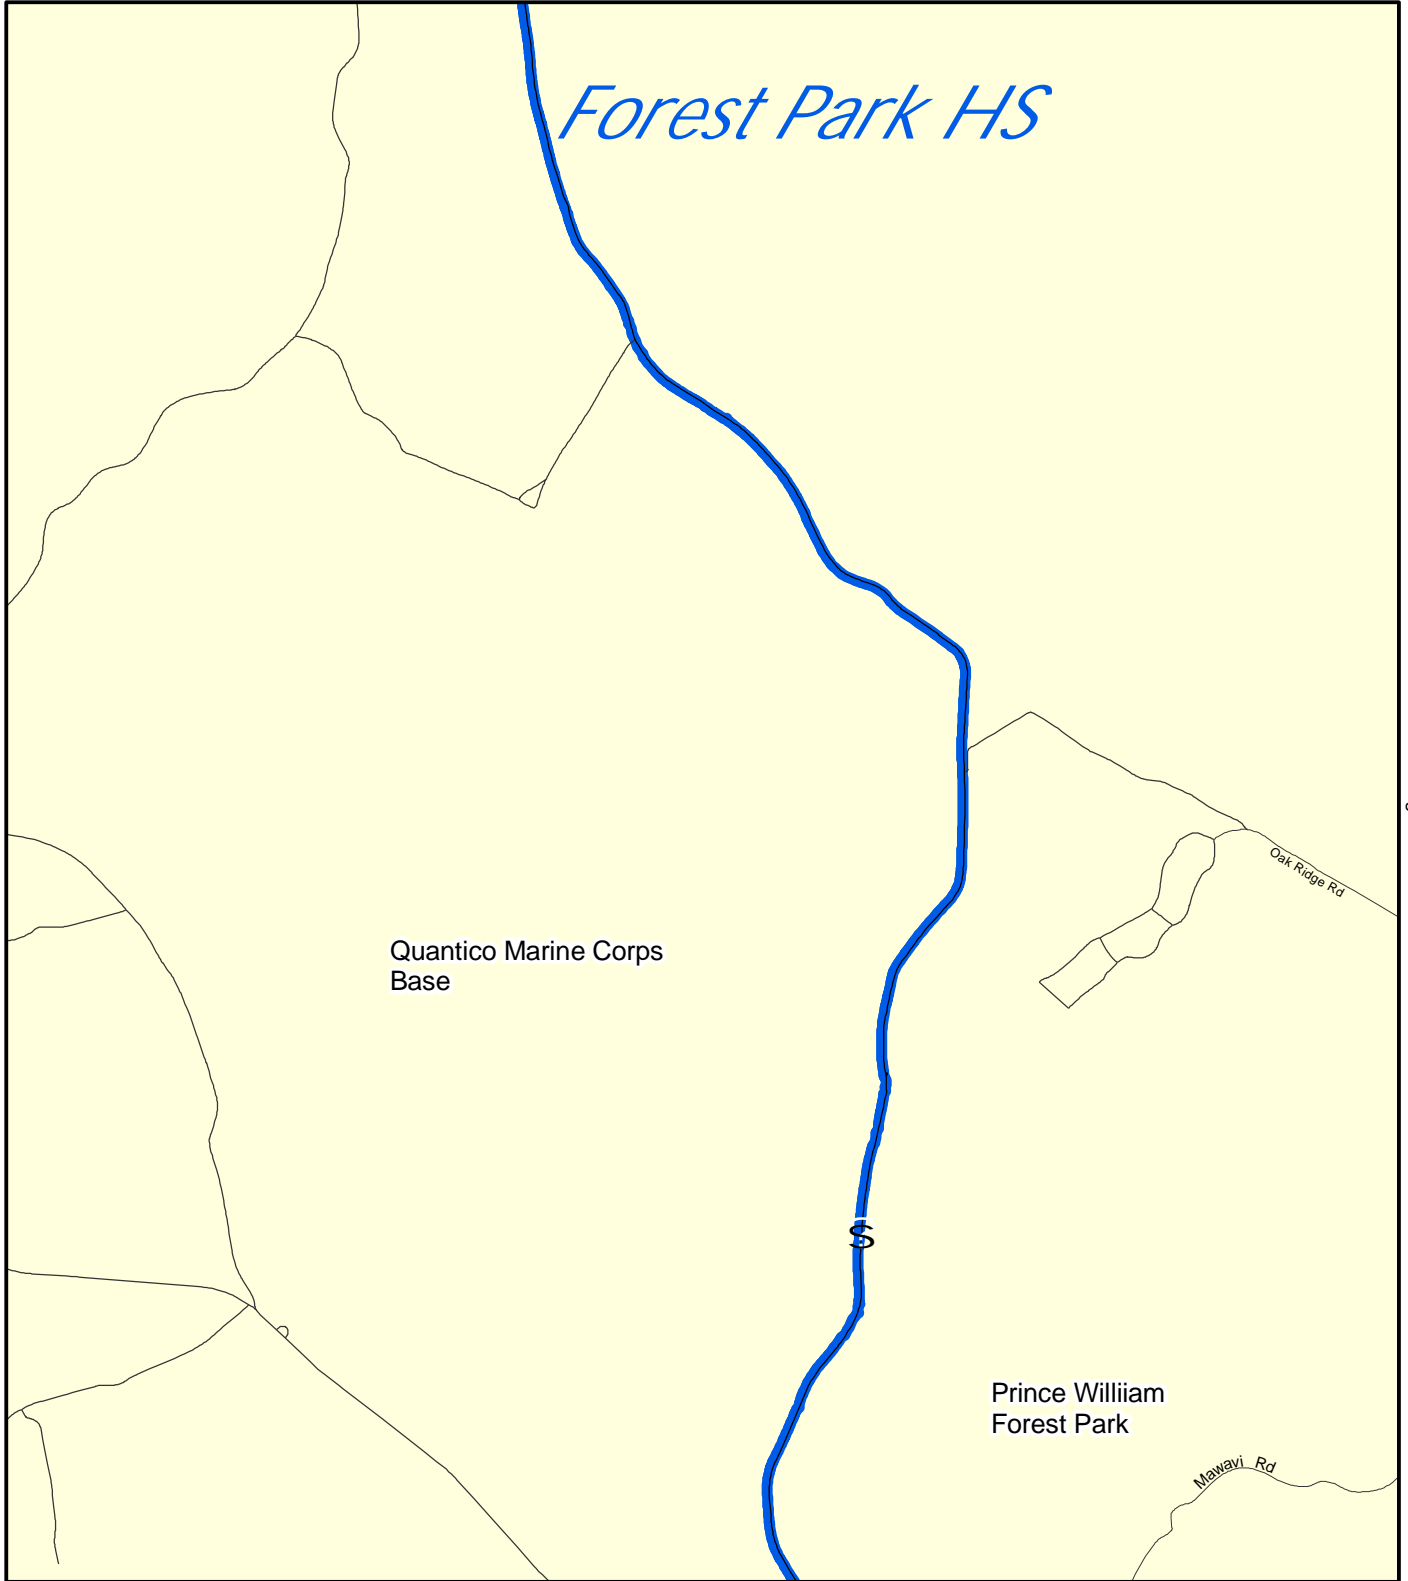 Forest Park HS
Oak Ridge Rd
Quantico Marine Corps
Base
S
Prince Williiam
Forest Park
Mawavi Rd